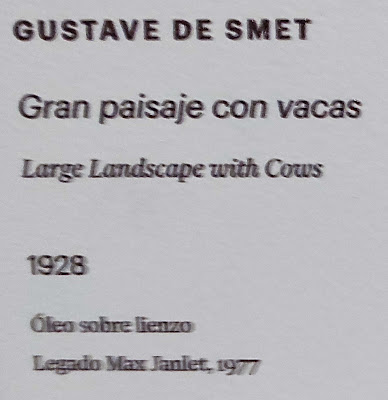 GUSTAVE DE SMET
Gran paisaje con vacas
Large Landscape with Cows
1928
Óleo sobre lienzo
Legado Max Janlet, 1977